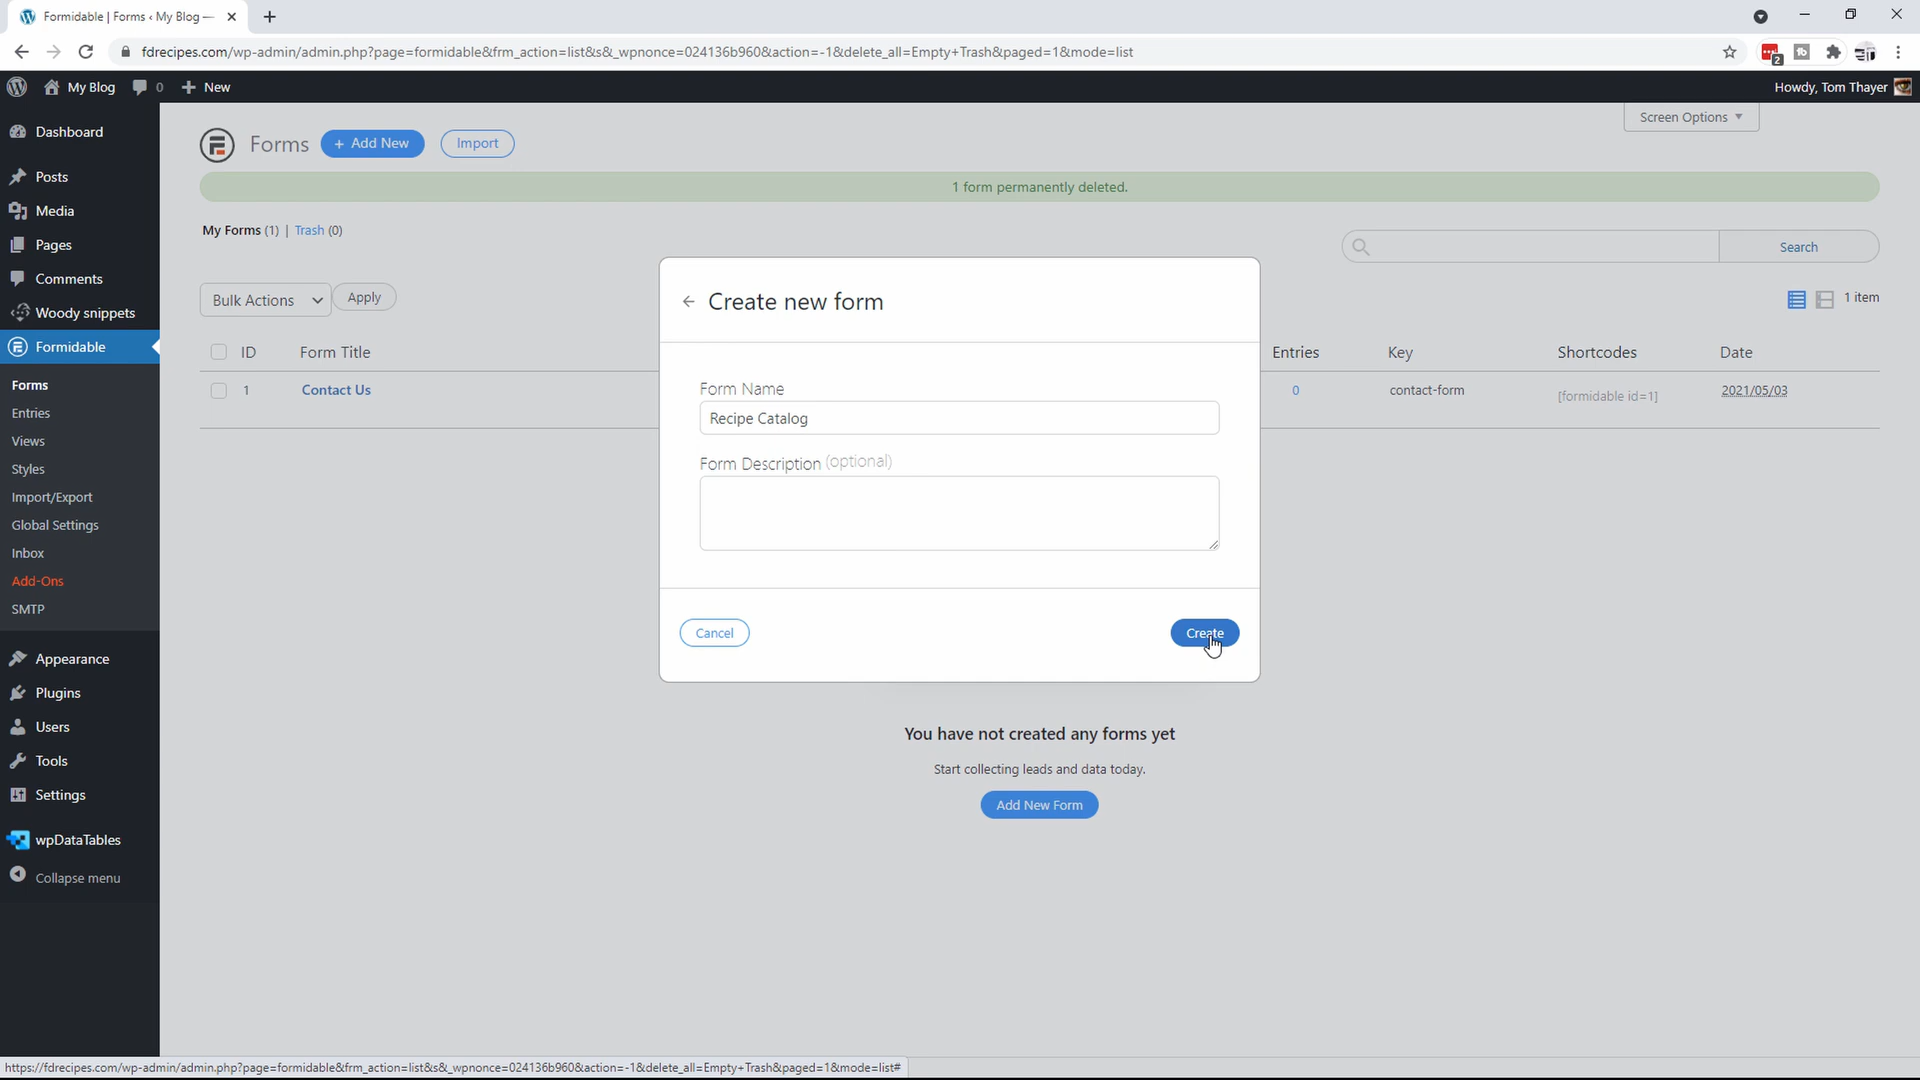 Formidable | Forms ‹ My Blog —
fdrecipes.com/wp-admin/admin.php?page=formidable&frm_action=list&s&_wpnonce=024136b960&action=-1&delete_all=Empty+Trash&paged=1&mode=list
2
My Blog 0 New
Howdy, Tom Thayer
Screen Options
Dashboard
Posts
Media
Pages
Comments
Woody snippets
Formidable
Forms
Entries
Views
Styles
Import/Export
Global Settings
Inbox
Add-Ons
SMTP
Appearance
Plugins
Users
Tools
Settings
wpDataTables
Collapse menu
Forms + Add New Import
1 form permanently deleted.
My Forms (1) | Trash (0)
Search
Bulk Actions Apply
1 item
ID Form Title Entries Key Shortcodes Date
1 Contact Us 0 contact-form [formidable id=1] 2021/05/03
Create new form
Form Name
Recipe Catalog
Form Description (optional)
Cancel Create
You have not created any forms yet
Start collecting leads and data today.
Add New Form
https://fdrecipes.com/wp-admin/admin.php?page=formidable&frm_action=list&s&_wpnonce=024136b960&action=-1&delete_all=Empty+Trash&paged=1&mode=list#